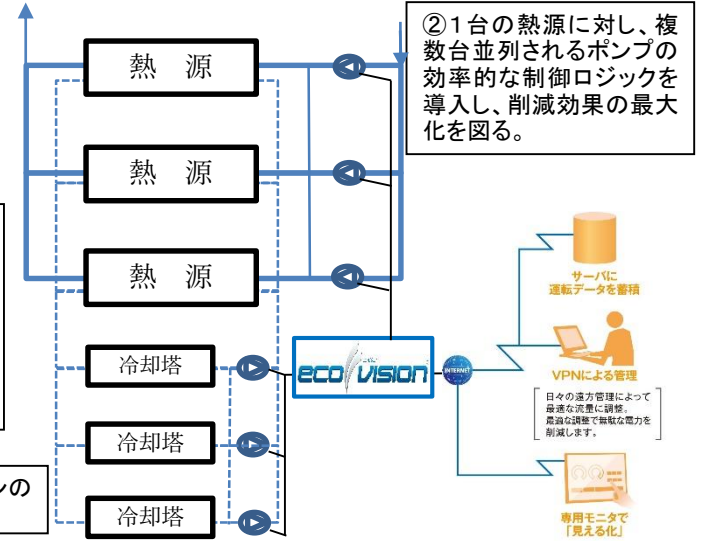 ②１台の熱源に対し、複
数台並列されるポンプの
効率的な制御ロジックを
導入し、削減効果の最大
化を図る。
熱　源
熱　源
熱　源
冷却塔
冷却塔
冷却塔
eco VISION
INTERNET
サーバに
運転データを蓄積
VPNによる管理
日々の遠方管理によって
最適な流量に調整。
最適な調整で無駄な電力を
削減します。
専用モニタで
「見える化」
ンの